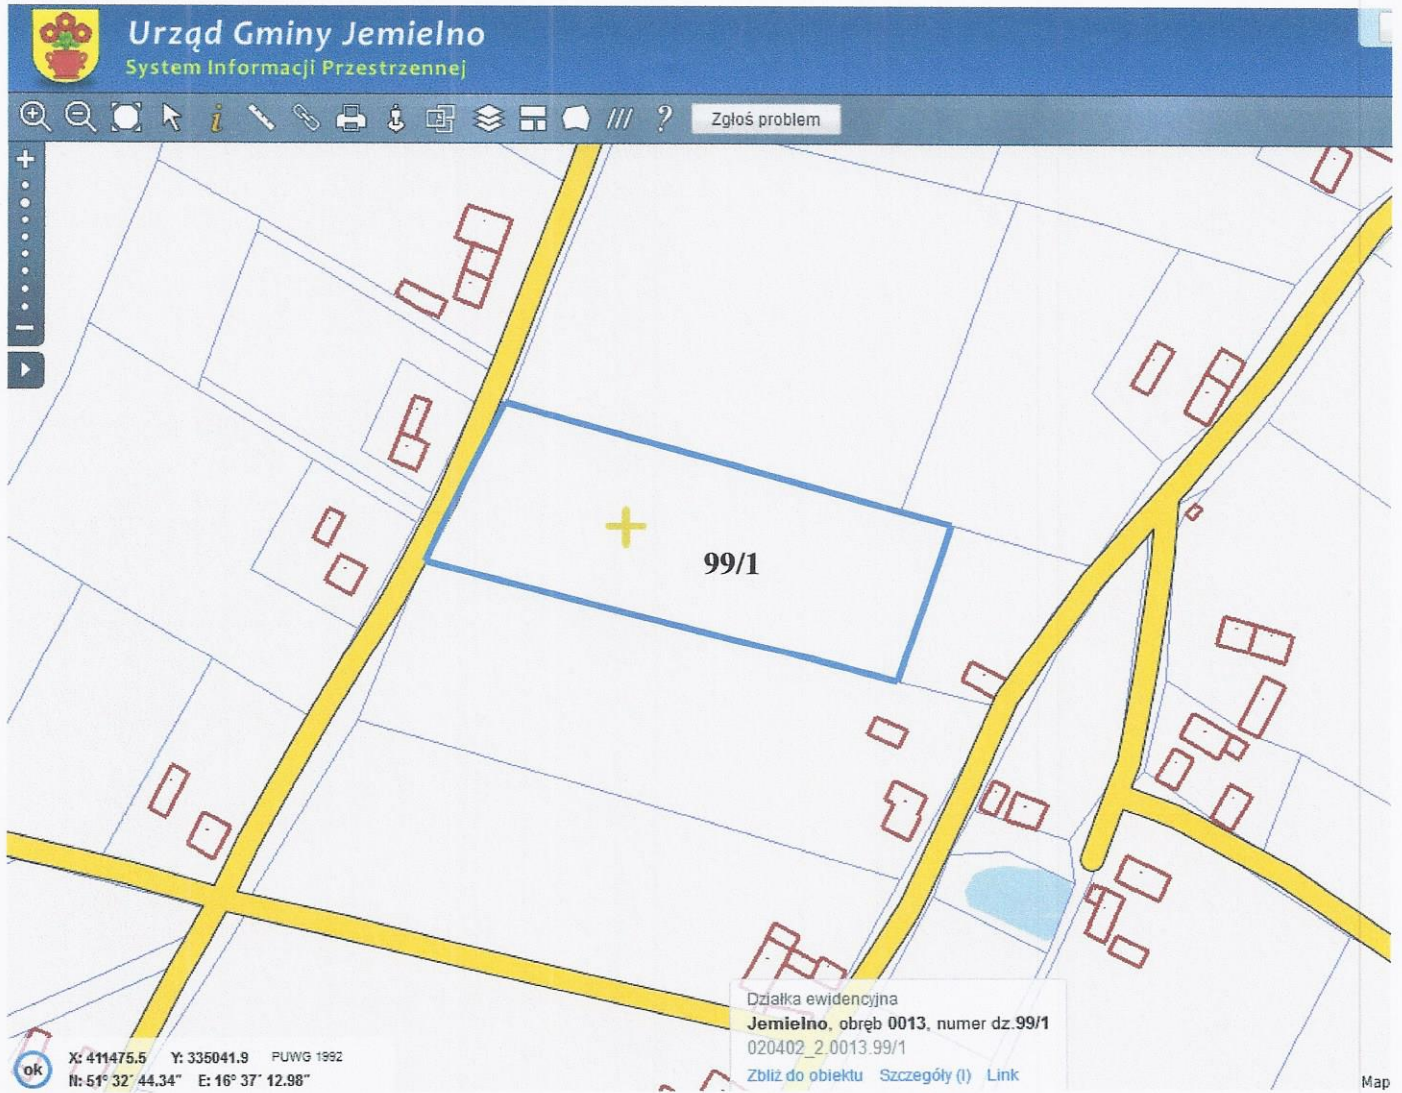 Urząd Gminy Jemielno
System Informacji Przestrzennej
Zgłoś problem
99/1
Działka ewidencyjna
Jemielno, obręb 0013, numer dz.99/1
020402_2.0013.99/1
Zbliż do obiektu Szczegóły (I) Link
ok
X: 411475.5 Y: 335041.9 PUWG 1992
N: 51° 32' 44.34" E: 16° 37' 12.98"
Map